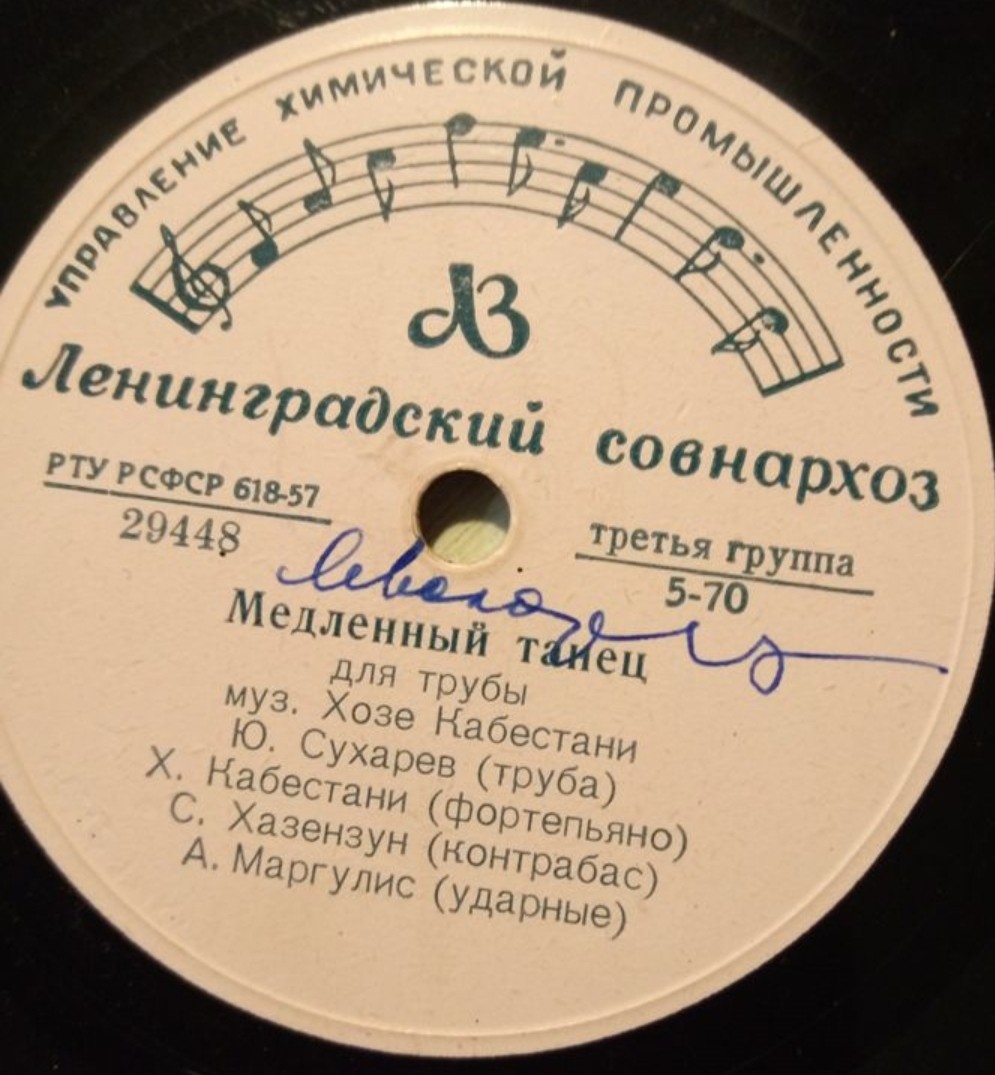 УПРАВЛЕНИЕ ХИМИЧЕСКОЙ ПРОМЫШЛЕННОСТИ
ЛЗ
Ленинградский совнархоз
РТУ РСФСР 618-57
29448
третья группа
5-70
Медленный танец
для трубы
муз. Хозе Кабестани
Ю. Сухарев (труба)
Х. Кабестани (фортепьяно)
С. Хазензун (контрабас)
А. Маргулис (ударные)